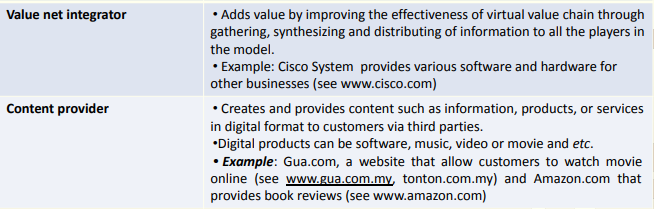 Value net integrator
• Adds value by improving the effectiveness of virtual value chain through
gathering, synthesizing and distributing of information to all the players in
the model.
• Example: Cisco System provides various software and hardware for
other businesses (see www.cisco.com)
Content provider
• Creates and provides content such as information, products, or services
in digital format to customers via third parties.
•Digital products can be software, music, video or movie and etc.
• Example: Gua.com, a website that allow customers to watch movie
online (see www.gua.com.my, tonton.com.my) and Amazon.com that
provides book reviews (see www.amazon.com)